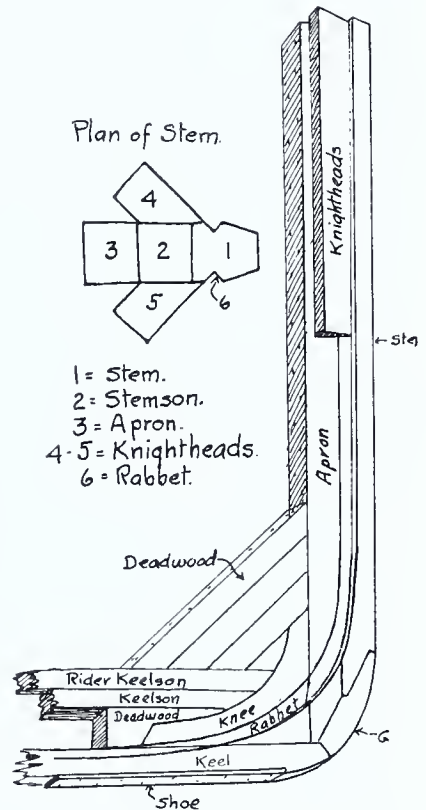 Plan of Stem.
4
3 2 1
5
6
1 = Stem.
2 = Stemson.
3 = Apron.
4-5 = Knightheads.
6 = Rabbet.
Knightheads
Stem
Apron
Deadwood
Rider Keelson
Keelson
Deadwood
Knee
Rabbet
Keel
G
Shoe